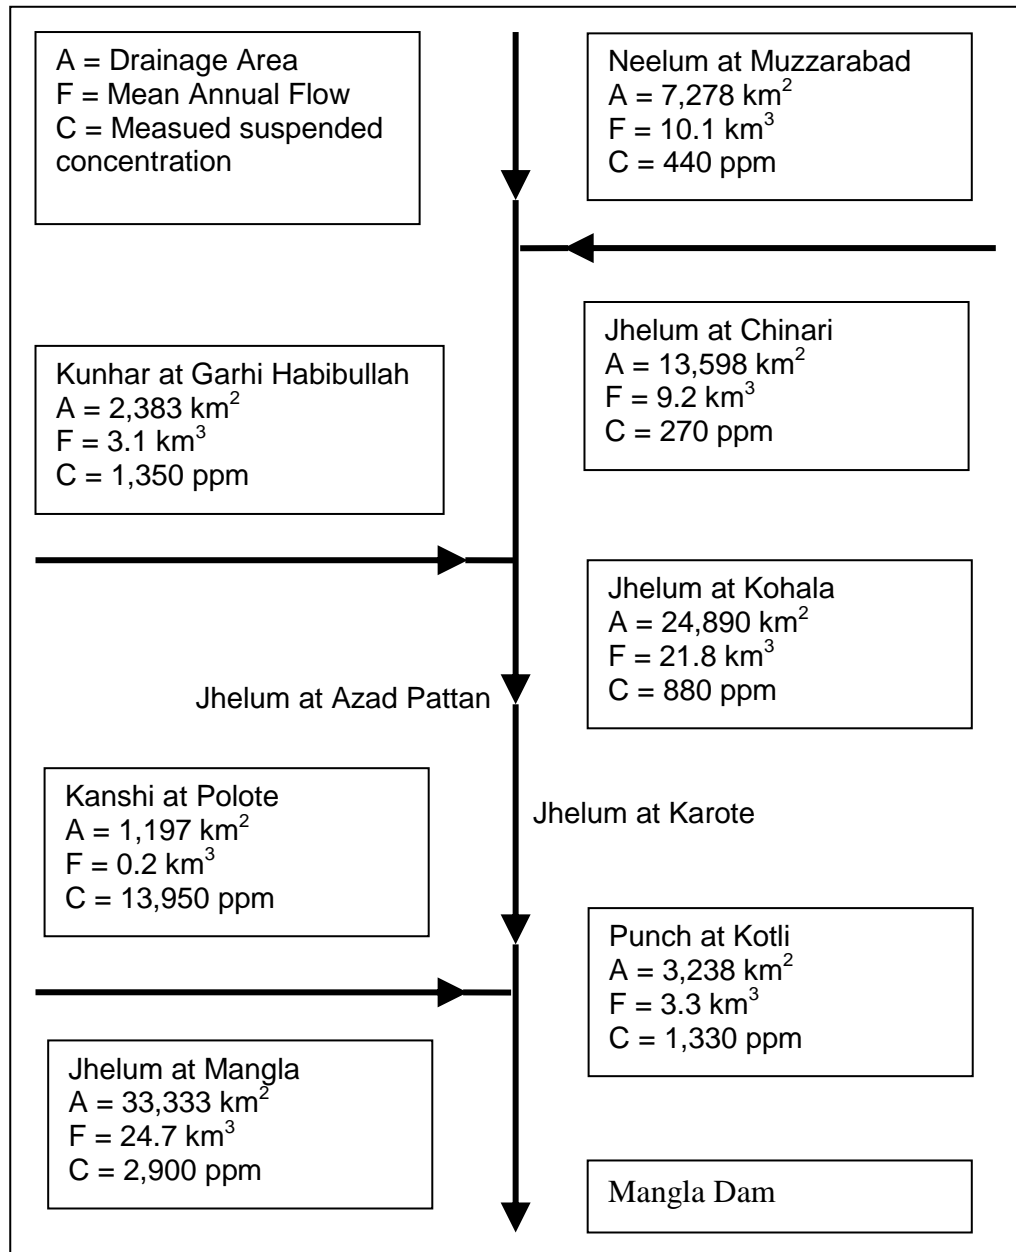 A = Drainage Area
F = Mean Annual Flow
C = Measued suspended
concentration
Neelum at Muzzarabad
A = 7,278 km²
F = 10.1 km³
C = 440 ppm
Jhelum at Chinari
A = 13,598 km²
F = 9.2 km³
C = 270 ppm
Kunhar at Garhi Habibullah
A = 2,383 km²
F = 3.1 km³
C = 1,350 ppm
Jhelum at Kohala
A = 24,890 km²
F = 21.8 km³
C = 880 ppm
Jhelum at Azad Pattan
Kanshi at Polote
A = 1,197 km²
F = 0.2 km³
C = 13,950 ppm
Jhelum at Karote
Punch at Kotli
A = 3,238 km²
F = 3.3 km³
C = 1,330 ppm
Jhelum at Mangla
A = 33,333 km²
F = 24.7 km³
C = 2,900 ppm
Mangla Dam